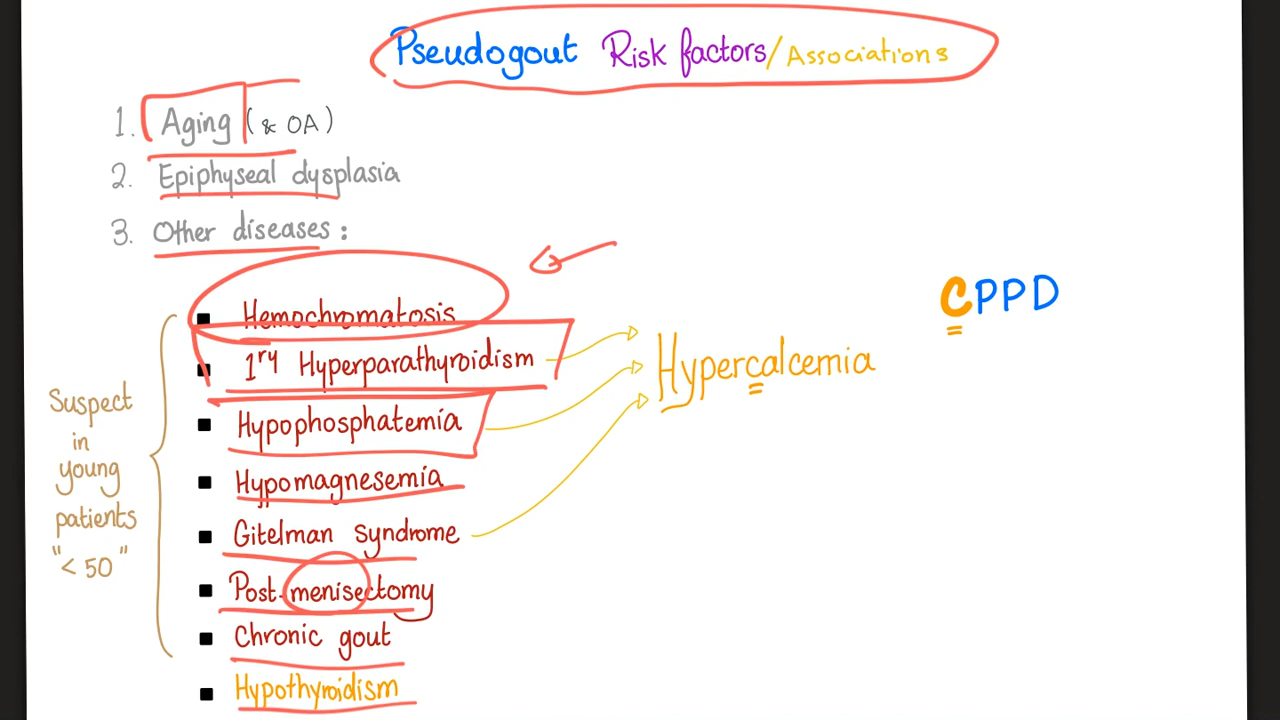 Pseudogout Risk factors/Associations
1. Aging (& OA)
2. Epiphyseal dysplasia
3. Other diseases:
■ Hemochromatosis
■ 1ry Hyperparathyroidism
■ Hypophosphatemia
■ Hypomagnesemia
■ Gitelman Syndrome
■ Post-menisectomy
■ Chronic gout
■ Hypothyroidism
Suspect
in
young
patients
"< 50"
Hypercalcemia
CPPD